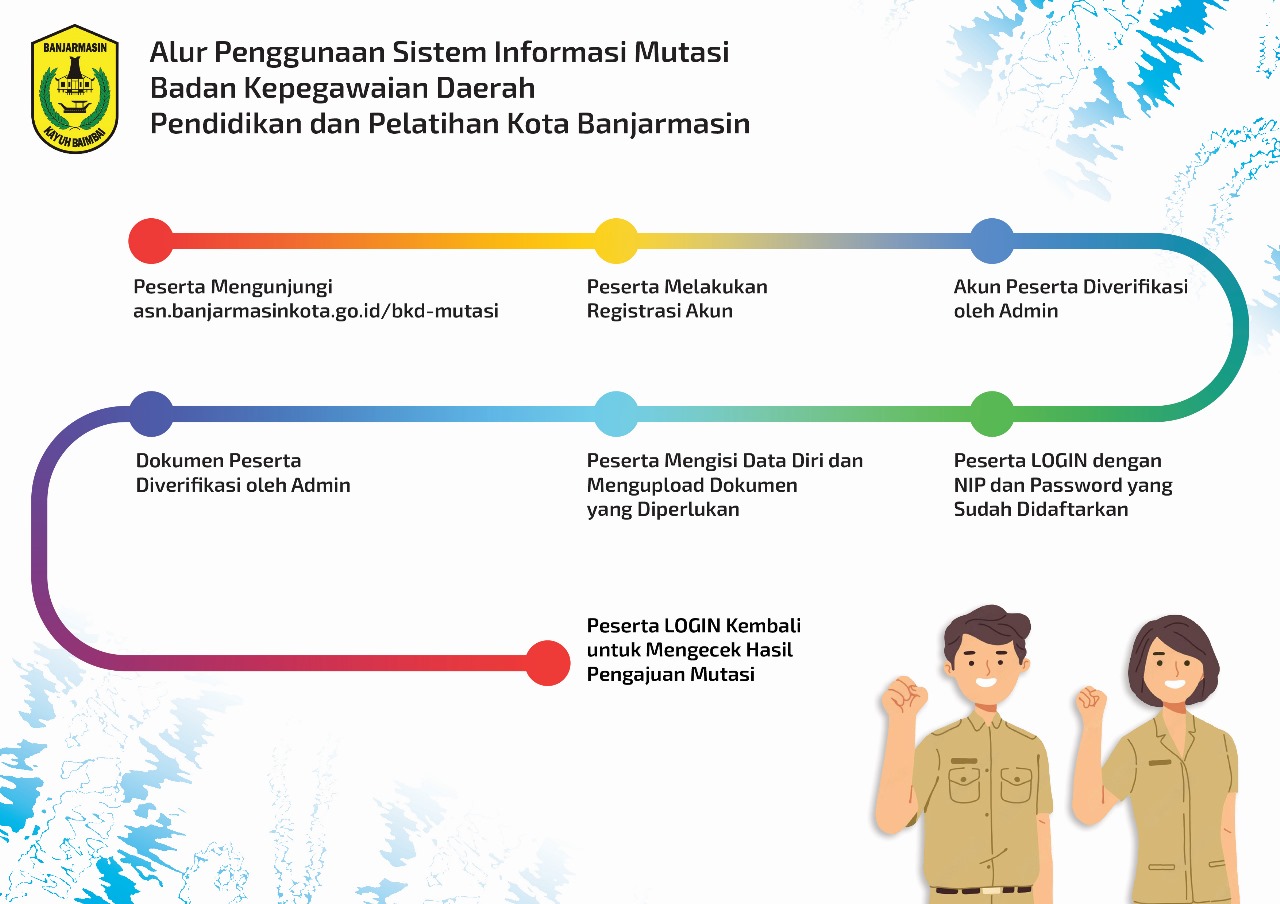 BANJARMASIN
KAYUH BAIMBAI
Alur Penggunaan Sistem Informasi Mutasi
Badan Kepegawaian Daerah
Pendidikan dan Pelatihan Kota Banjarmasin
Peserta Mengunjungi
asn.banjarmasinkota.go.id/bkd-mutasi
Peserta Melakukan
Registrasi Akun
Akun Peserta Diverifikasi
oleh Admin
Peserta LOGIN dengan
NIP dan Password yang
Sudah Didaftarkan
Peserta Mengisi Data Diri dan
Mengupload Dokumen
yang Diperlukan
Dokumen Peserta
Diverifikasi oleh Admin
Peserta LOGIN Kembali
untuk Mengecek Hasil
Pengajuan Mutasi